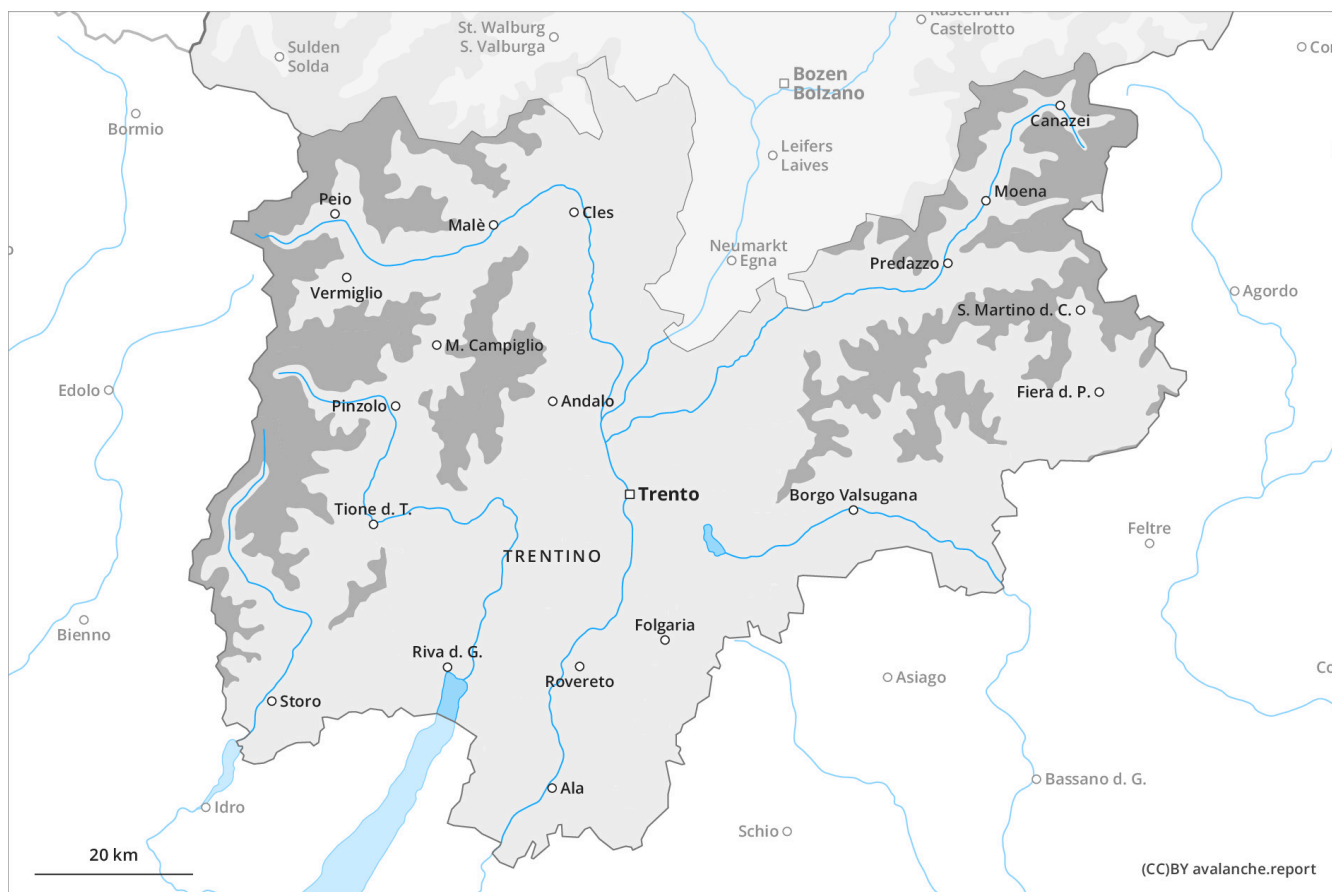 Kastelruth
Castelrotto
St. Walburg
S. Valburga
Sulden
Solda
Bozen
Bolzano
Bormio
Canazei
Leifers
Laives
Moena
Peio
Malè
Cles
Neumarkt
Egna
Predazzo
Vermiglio
Agordo
S. Martino d. C.
M. Campiglio
Edolo
Pinzolo
Andalo
Fiera d. P.
Trento
Borgo Valsugana
Tione d. T.
Feltre
TRENTINO
Bienno
Folgaria
Riva d. G.
Rovereto
Asiago
Storo
Idro
Ala
Bassano d. G.
Schio
20 km
(CC)BY avalanche.report